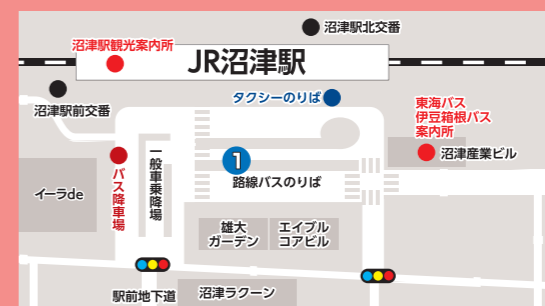 沼津駅北交番
沼津駅観光案内所
JR沼津駅
タクシーのりば
沼津駅前交番
東海バス
伊豆箱根バス
案内所
沼津産業ビル
1
路線バスのりば
一般車乗降場
バス降車場
イーラde
雄大
ガーデン
エイブル
コアビル
駅前地下道
沼津ラクーン